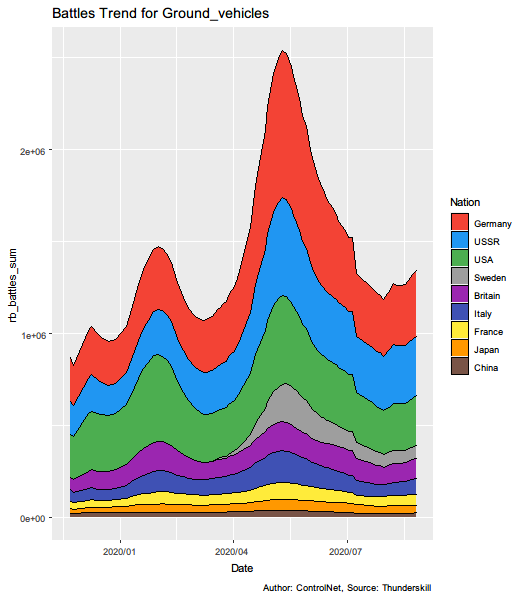 Battles Trend for Ground_vehicles
rb_battles_sum
2e+06
1e+06
0e+00
2020/01 2020/04 2020/07
Date
Nation
Germany
USSR
USA
Sweden
Britain
Italy
France
Japan
China
Author: ControlNet, Source: Thunderskill